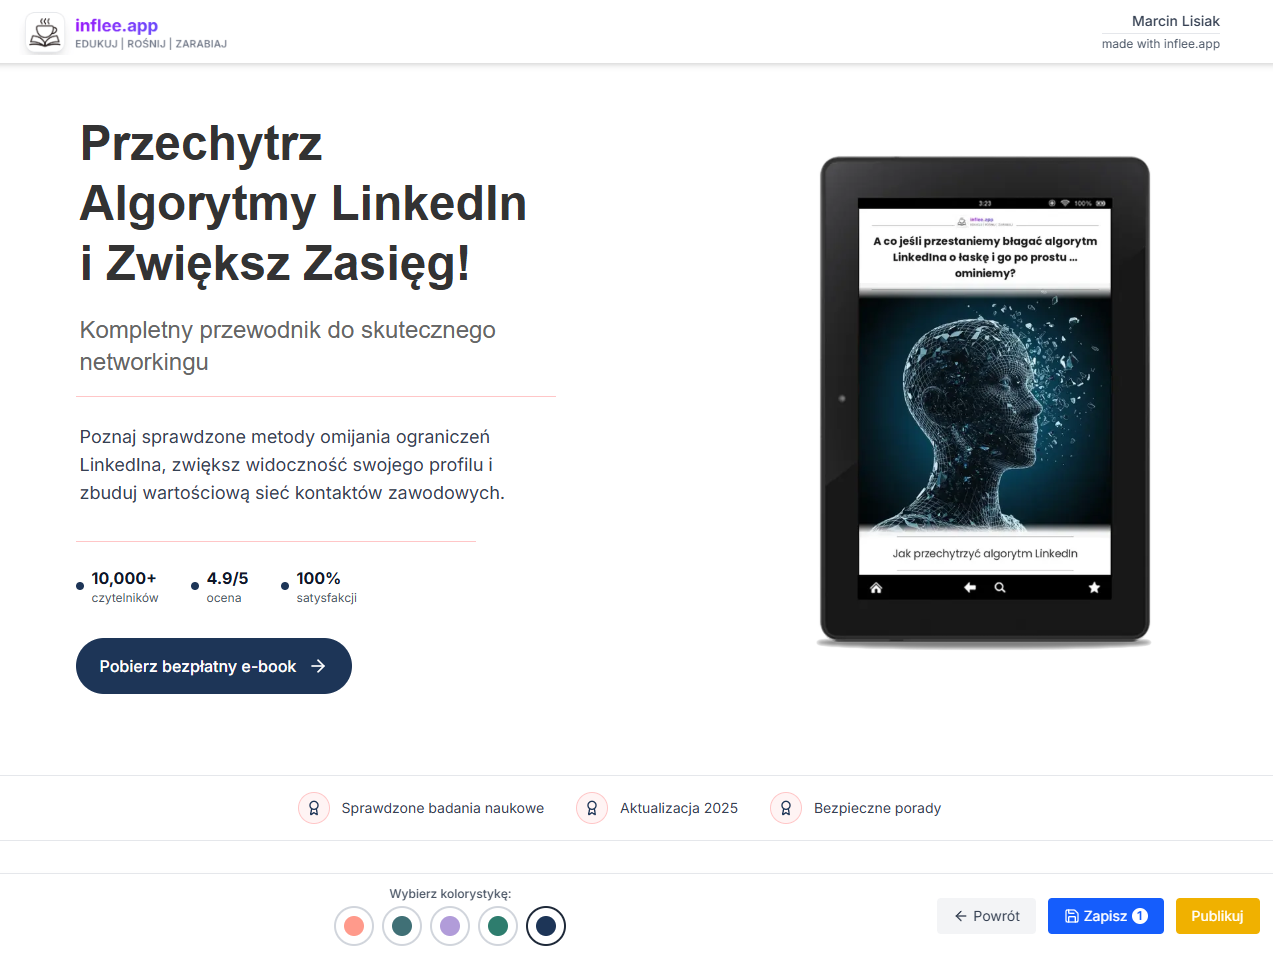 inflee.app
EDUKUJ | ROŚNIJ | ZARABIAJ
Marcin Lisiak
made with inflee.app
Przechytrz
Algorytmy LinkedIn
i Zwiększ Zasięg!
Kompletny przewodnik do skutecznego
networkingu
Poznaj sprawdzone metody omijania ograniczeń
LinkedIna, zwiększ widoczność swojego profilu i
zbuduj wartościową sieć kontaktów zawodowych.
10,000+
czytelników
4.9/5
ocena
100%
satysfakcji
Pobierz bezpłatny e-book
3:23
100%
inflee.app
A co jeśli przestaniemy błagać algorytm
LinkedIna o łaskę i go po prostu ...
ominiemy?
Jak przechytrzyć algorytm LinkedIn
Sprawdzone badania naukowe
Aktualizacja 2025
Bezpieczne porady
Wybierz kolorystykę:
Powrót
Zapisz 1
Publikuj